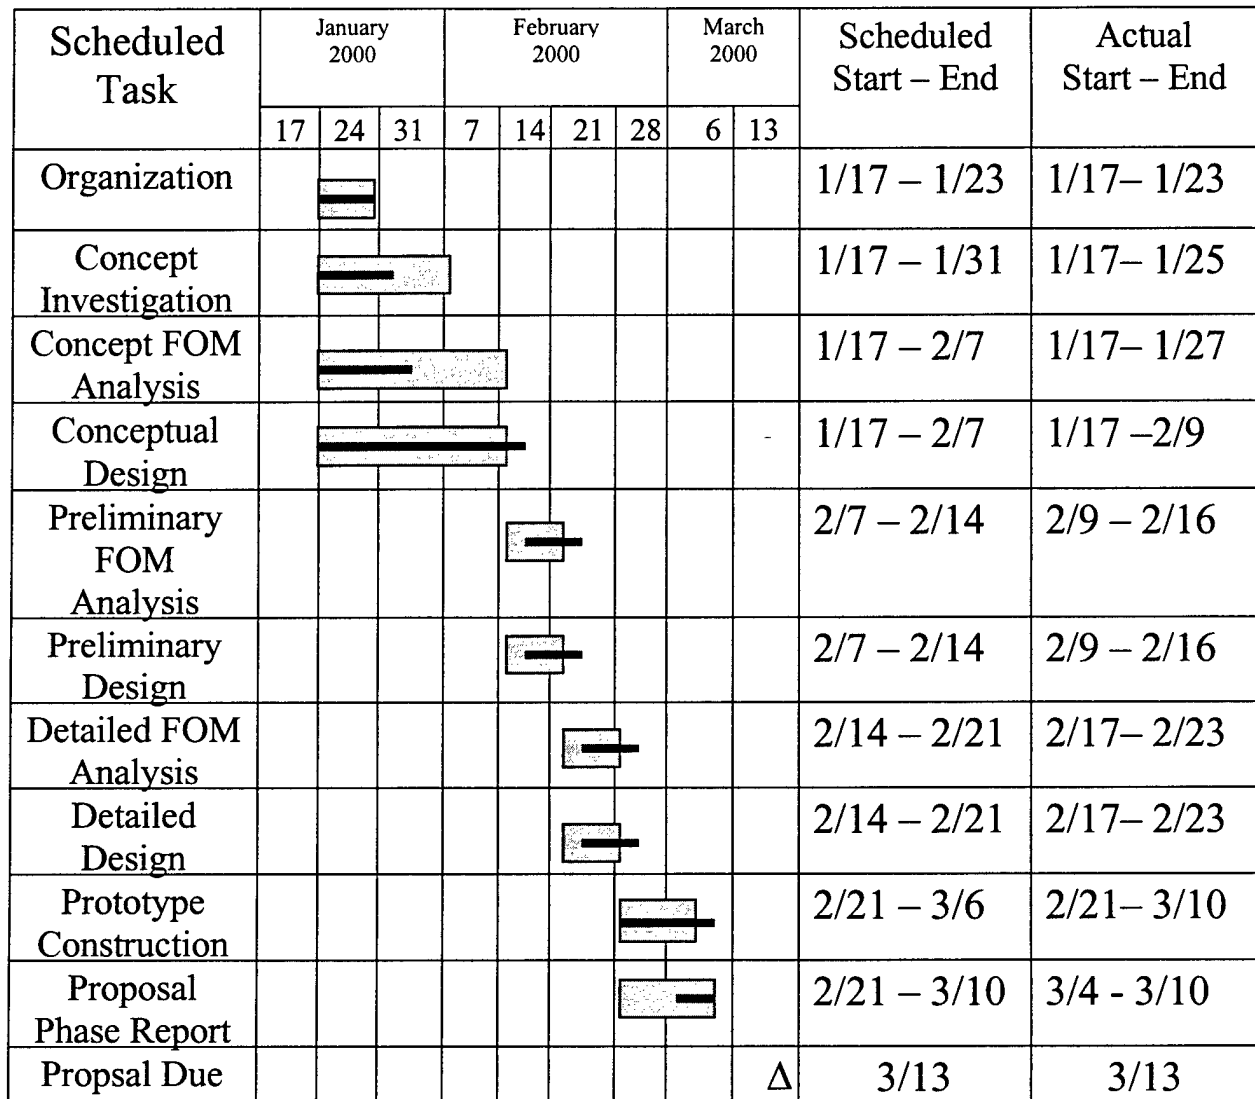 Scheduled Task
January 2000
February 2000
March 2000
Scheduled Start – End
Actual Start – End
17 24 31 7 14 21 28 6 13
Organization
1/17 – 1/23
1/17– 1/23
Concept
Investigation
1/17 – 1/31
1/17– 1/25
Concept FOM
Analysis
1/17 – 2/7
1/17– 1/27
Conceptual
Design
1/17 – 2/7
1/17 –2/9
Preliminary
FOM
Analysis
2/7 – 2/14
2/9 – 2/16
Preliminary
Design
2/7 – 2/14
2/9 – 2/16
Detailed FOM
Analysis
2/14 – 2/21
2/17– 2/23
Detailed
Design
2/14 – 2/21
2/17– 2/23
Prototype
Construction
2/21 – 3/6
2/21– 3/10
Proposal
Phase Report
2/21 – 3/10
3/4 - 3/10
Propsal Due
Δ
3/13
3/13